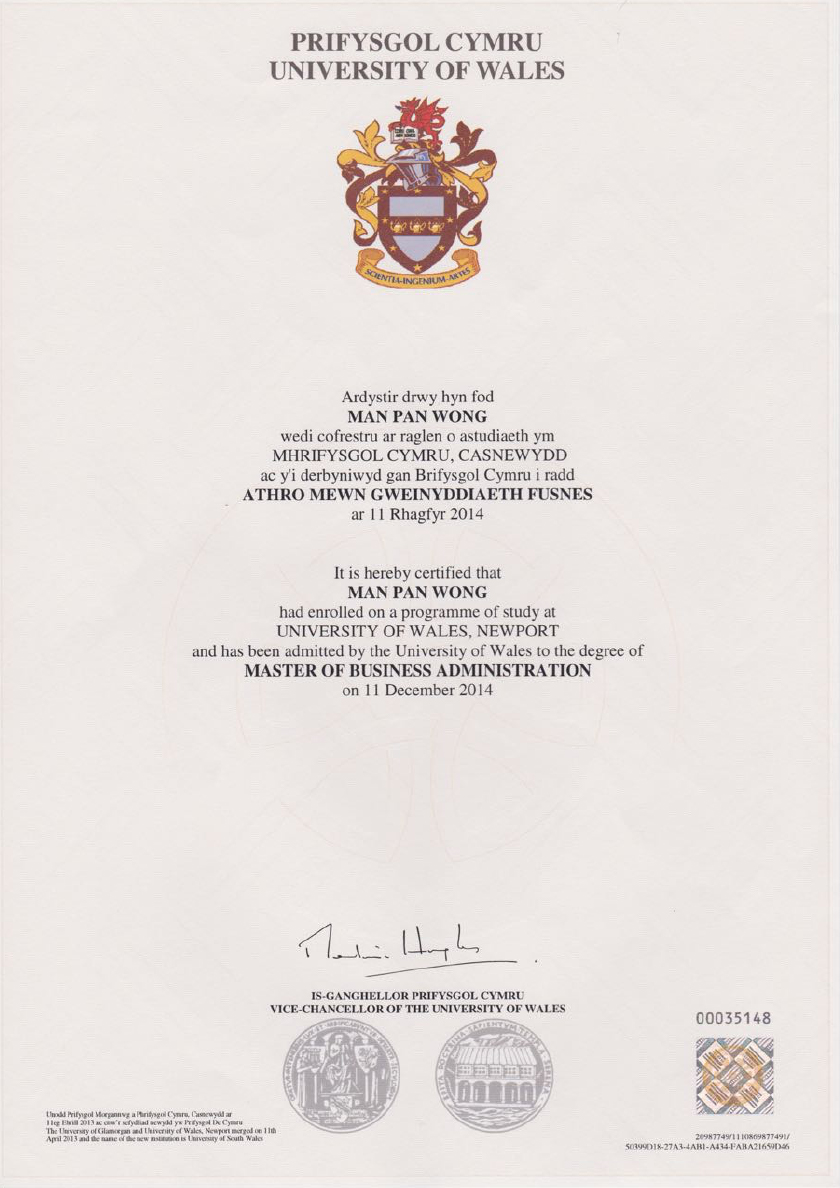 PRIFYSGOL CYMRU
UNIVERSITY OF WALES
SCIENTIA-INGENIUM-ARTES
Ardystir drwy hyn fod
MAN PAN WONG
wedi cofrestru ar raglen o astudiaeth ym
MHRIFYSGOL CYMRU, CASNEWYDD
ac y'i derbyniwyd gan Brifysgol Cymru i radd
ATHRO MEWN GWEINYDDIAETH FUSNES
ar 11 Rhagfyr 2014
It is hereby certified that
MAN PAN WONG
had enrolled on a programme of study at
UNIVERSITY OF WALES, NEWPORT
and has been admitted by the University of Wales to the degree of
MASTER OF BUSINESS ADMINISTRATION
on 11 December 2014
IS-GANGHELLOR PRIFYSGOL CYMRU
VICE-CHANCELLOR OF THE UNIVERSITY OF WALES
00035148
Unodd Prifysgol Morgannwg a Phrifysgol Cymru, Casnewydd ar
11eg Ebrill 2013 ac enw'r sefydliad newydd yw Prifysgol De Cymru
The University of Glamorgan and University of Wales, Newport merged on 11th
April 2013 and the name of the new institution is University of South Wales
20987749/1110869877491/
50399D18-27A3-4AB1-A434-FABA21659D46